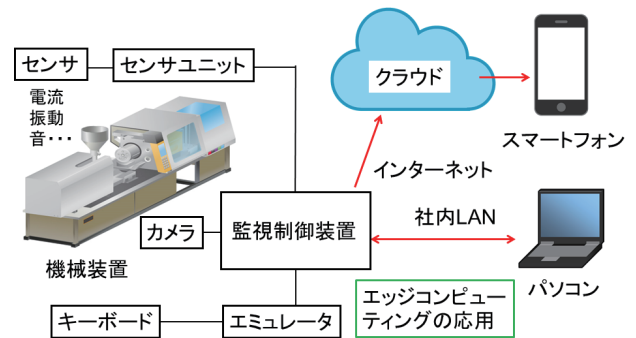 センサ
センサユニット
電流
振動
音・・・
機械装置
カメラ
監視制御装置
キーボード
エミュレータ
クラウド
スマートフォン
インターネット
社内LAN
パソコン
エッジコンピュー
ティングの応用